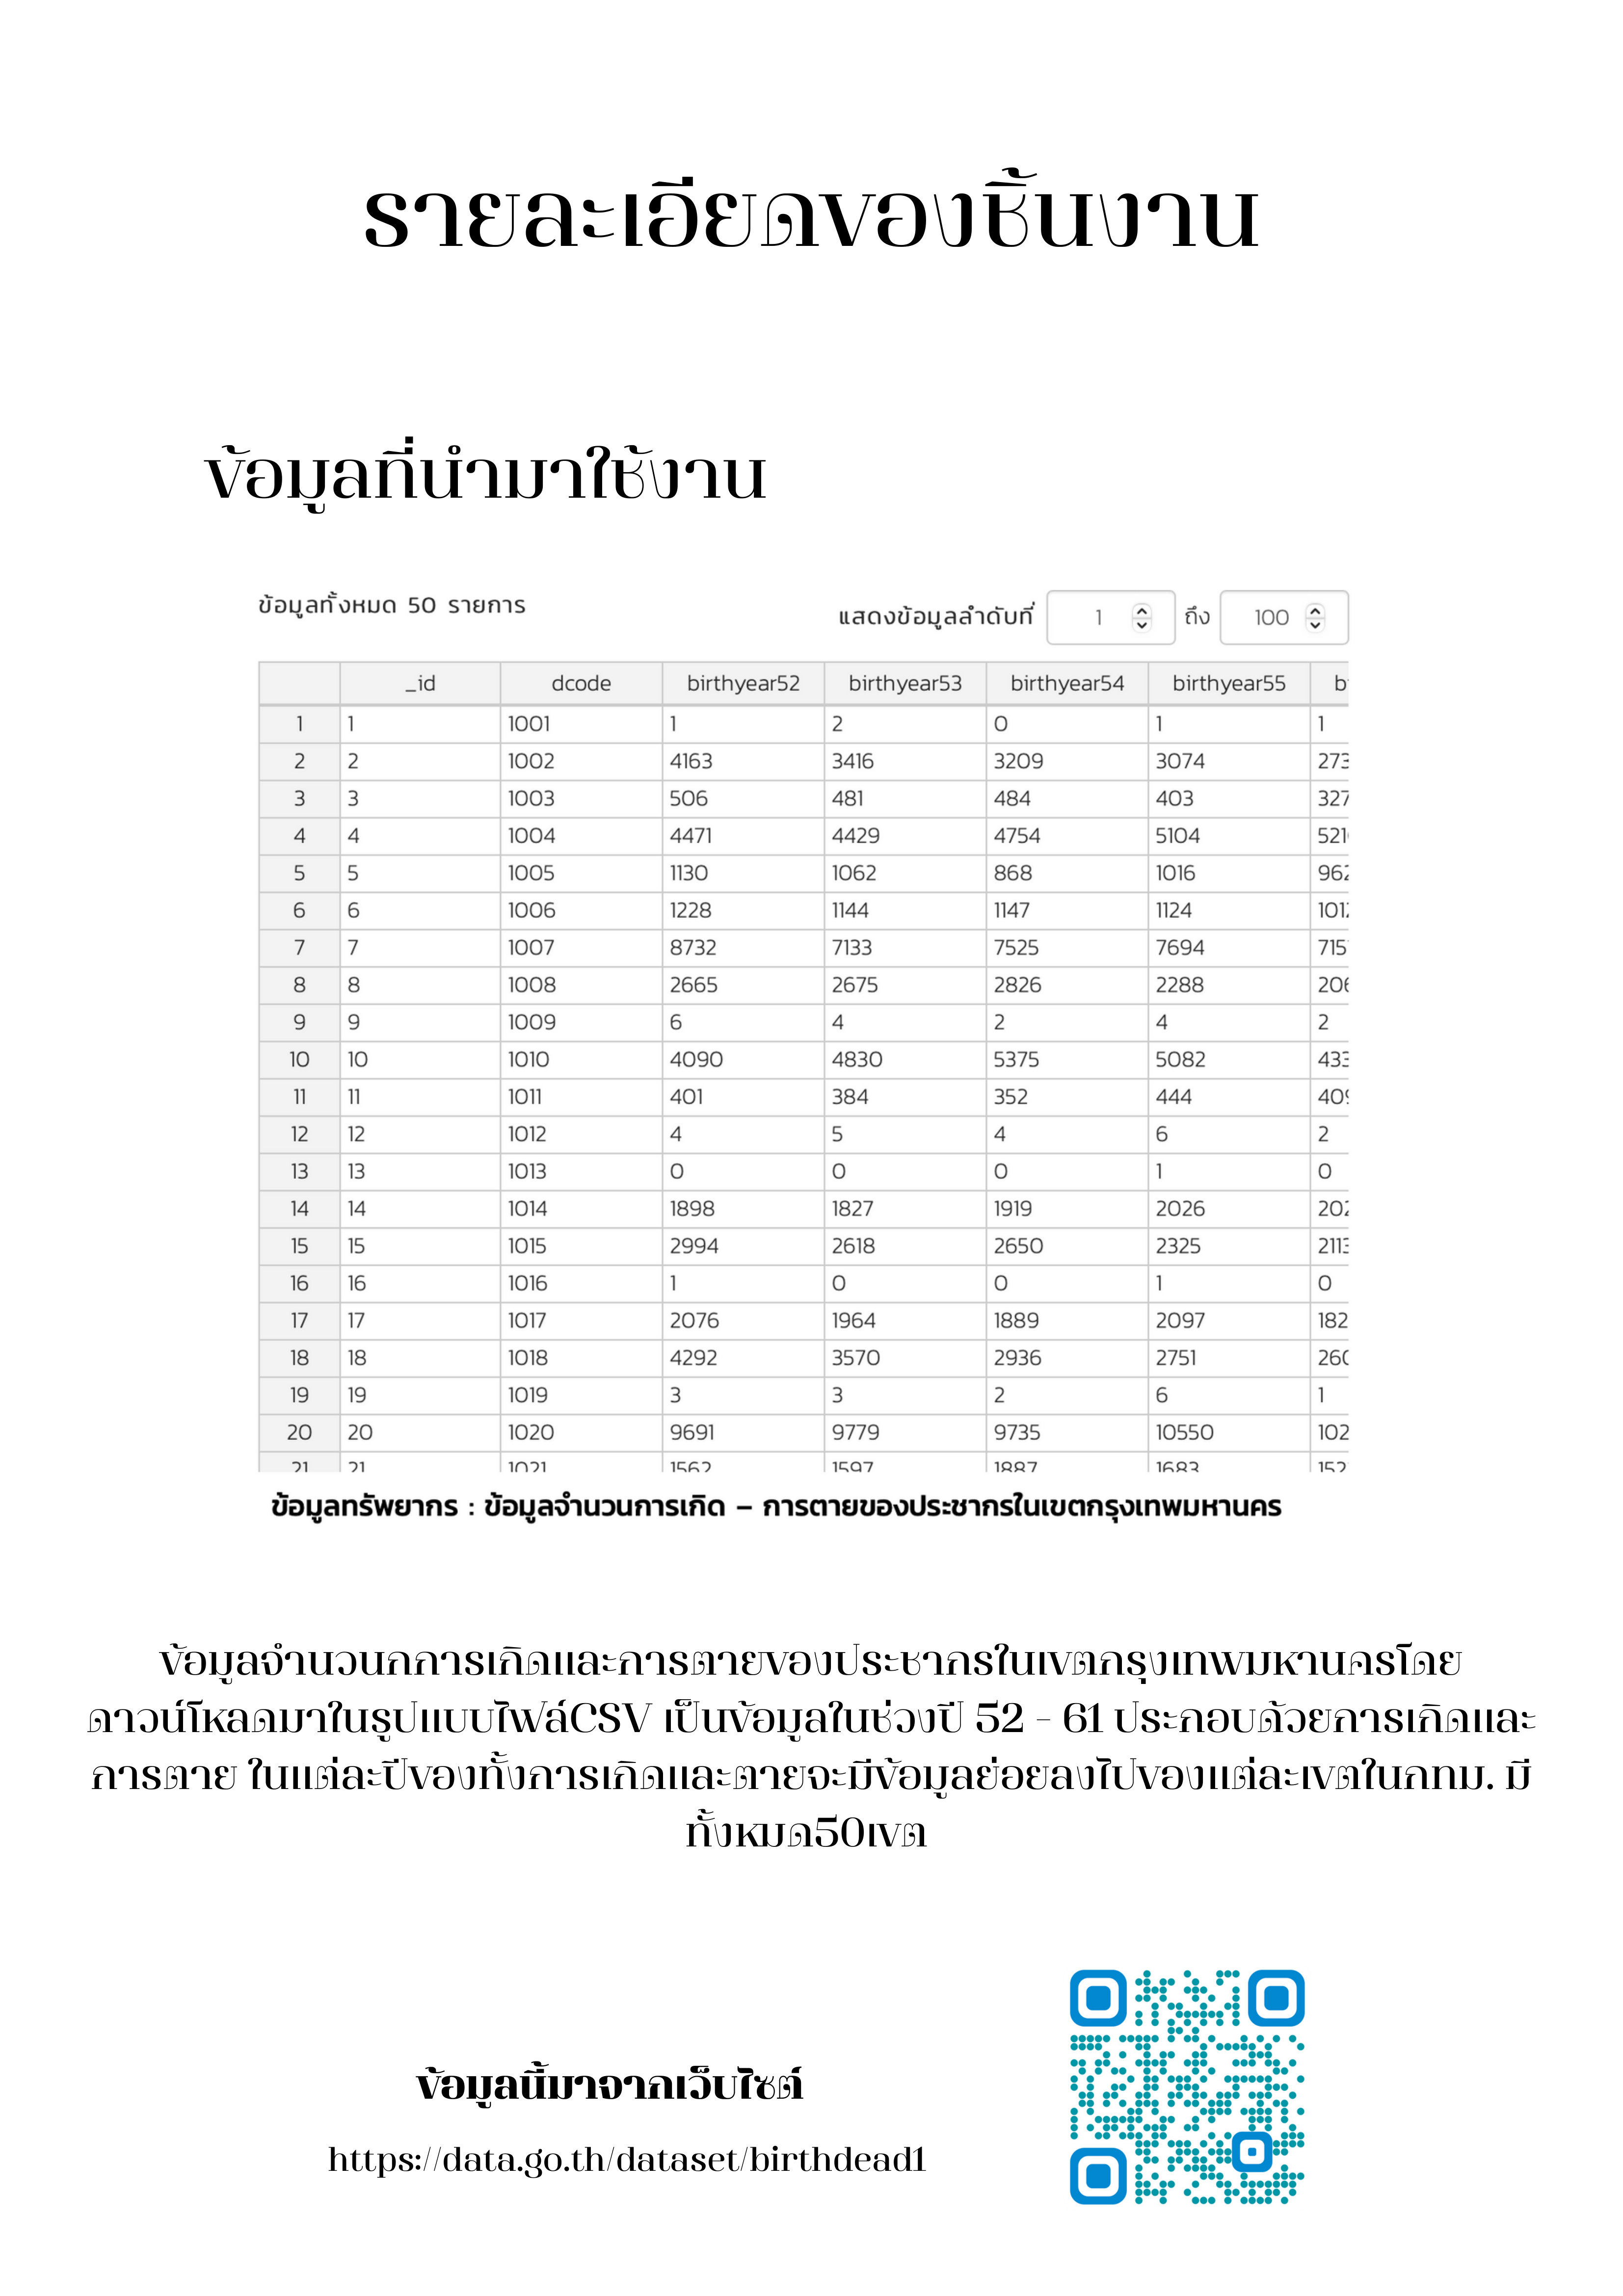 รายละเอียดของชิ้นงาน
ข้อมูลที่นำมาใช้งาน
ข้อมูลทั้งหมด 50 รายการ แสดงข้อมูลลำดับที่ 1 ถึง 100
_id dcode birthyear52 birthyear53 birthyear54 birthyear55
1 1 1001 1 2 0 1 1
2 2 1002 4163 3416 3209 3074 273
3 3 1003 506 481 484 403 327
4 4 1004 4471 4429 4754 5104 521
5 5 1005 1130 1062 868 1016 962
6 6 1006 1228 1144 1147 1124 101
7 7 1007 8732 7133 7525 7694 715
8 8 1008 2665 2675 2826 2288 206
9 9 1009 6 4 2 4 2
10 10 1010 4090 4830 5375 5082 433
11 11 1011 401 384 352 444 409
12 12 1012 4 5 4 6 2
13 13 1013 0 0 0 1 0
14 14 1014 1898 1827 1919 2026 202
15 15 1015 2994 2618 2650 2325 2113
16 16 1016 1 0 0 1 0
17 17 1017 2076 1964 1889 2097 182
18 18 1018 4292 3570 2936 2751 260
19 19 1019 3 3 2 6 1
20 20 1020 9691 9779 9735 10550 102
21 21 1021 1562 1597 1887 1683 152
ข้อมูลทรัพยากร : ข้อมูลจำนวนการเกิด – การตายของประชากรในเขตกรุงเทพมหานคร
ข้อมูลจำนวนกการเกิดและการตายของประชากรในเขตกรุงเทพมหานครโดย
ดาวน์โหลดมาในรูปแบบไฟล์CSV เป็นข้อมูลในช่วงปี 52 - 61 ประกอบด้วยการเกิดและ
การตาย ในแต่ละปีของทั้งการเกิดและตายจะมีข้อมูลย่อยลงไปของแต่ละเขตในกทม. มี
ทั้งหมด50เขต
ข้อมูลนี้มาจากเว็บไซต์
https://data.go.th/dataset/birthdead1